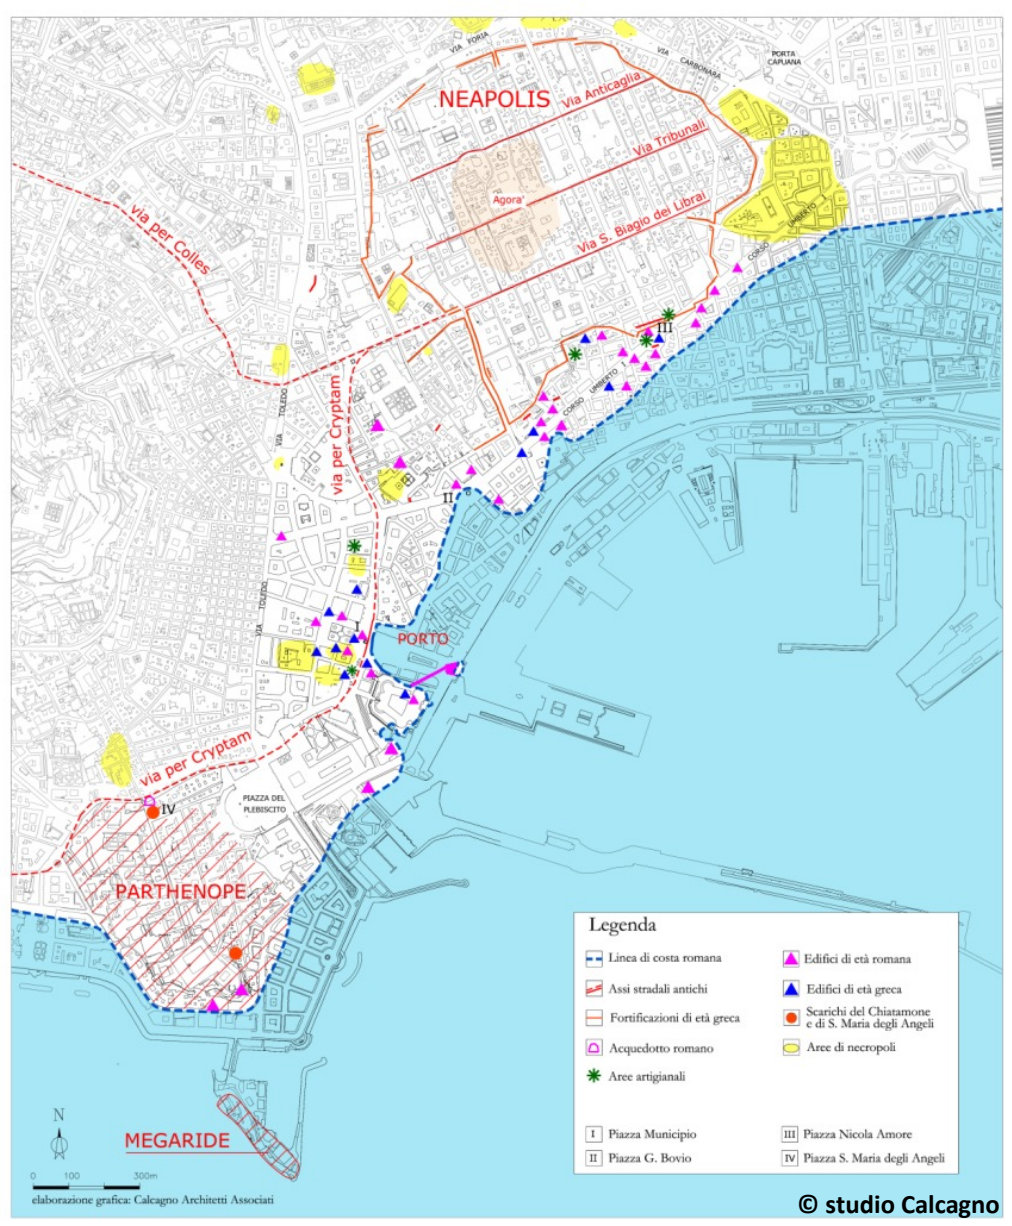 VIA FORIA
VIA
CARBONARA
PORTA
CAPUANA
NEAPOLIS
Via Anticaglia
Via Tribunali
Agora'
Via S. Biagio dei Librai
UMBERTO
CORSO
via per Colles
III
UMBERTO I
CORSO
via per Cryptam
VIA TOLEDO
II
VIA TOLEDO
I
PORTO
via per Cryptam
PIAZZA DEL
PLEBISCITO
IV
PARTHENOPE
MEGARIDE
N
0 100 300m
elaborazione grafica: Calcagno Architetti Associati
Legenda
Linea di costa romana
Assi stradali antichi
Fortificazioni di età greca
Acquedotto romano
Aree artigianali
Edifici di età romana
Edifici di età greca
Scarichi del Chiatamone
e di S. Maria degli Angeli
Aree di necropoli
I Piazza Municipio
II Piazza G. Bovio
III Piazza Nicola Amore
IV Piazza S. Maria degli Angeli
© studio Calcagno